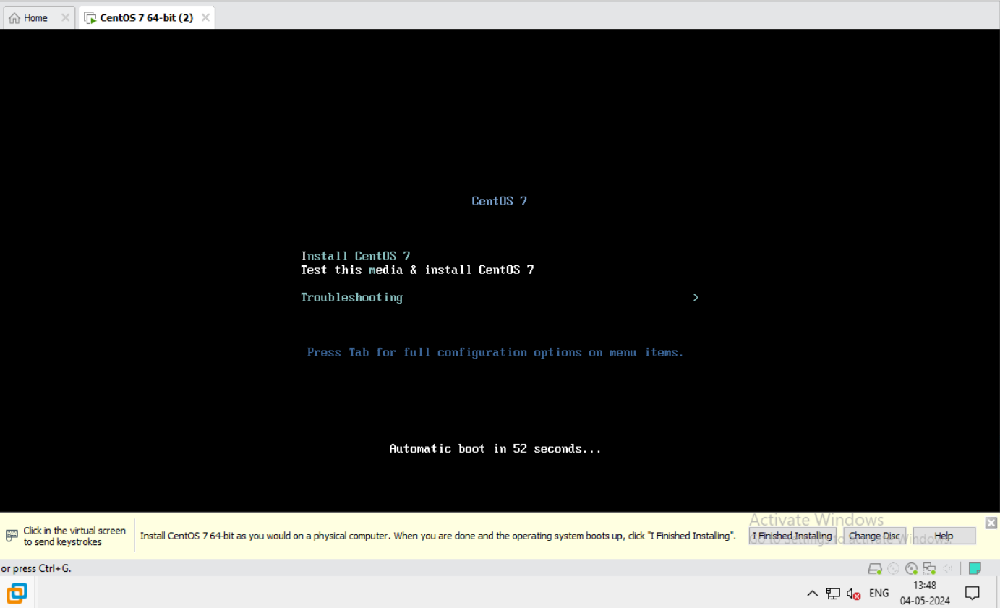 Home
CentOS 7 64-bit (2)
CentOS 7
Install CentOS 7
Test this media & install CentOS 7
Troubleshooting >
Press Tab for full configuration options on menu items.
Automatic boot in 52 seconds...
Click in the virtual screen
to send keystrokes
Install CentOS 7 64-bit as you would on a physical computer. When you are done and the operating system boots up, click "I Finished Installing".
Activate Windows
Go to Settings to activate Windows.
I Finished Installing
Change Disc
Help
or press Ctrl+G.
ENG
13:48
04-05-2024